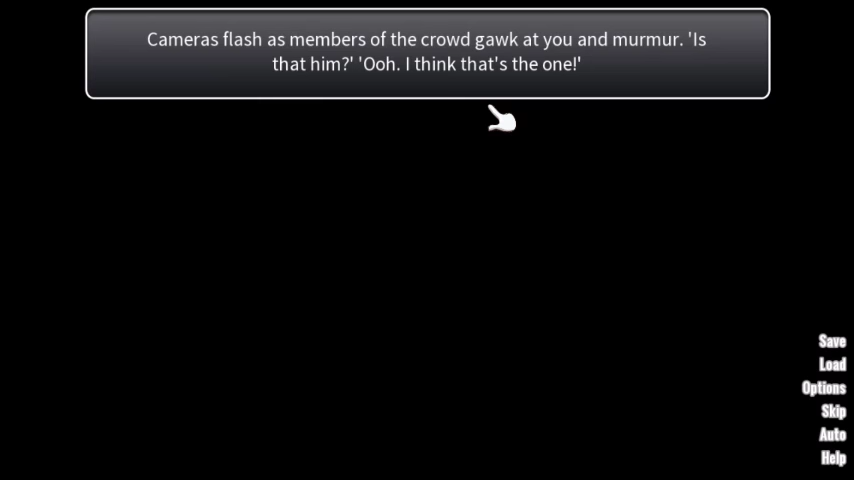 Cameras flash as members of the crowd gawk at you and murmur. 'Is
that him?' 'Ooh. I think that's the one!'
Save
Load
Options
Skip
Auto
Help